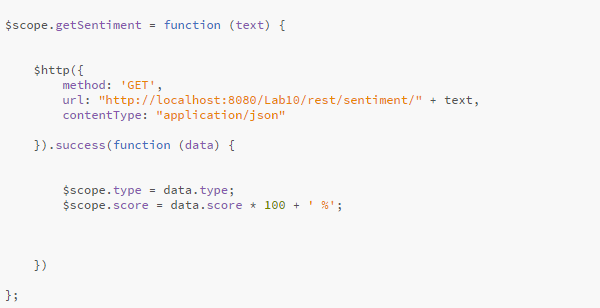 $scope.getSentiment = function (text) {
$http({
method: 'GET',
url: "http://localhost:8080/Lab10/rest/sentiment/" + text,
contentType: "application/json"
}).success(function (data) {
$scope.type = data.type;
$scope.score = data.score * 100 + ' %';
})
};